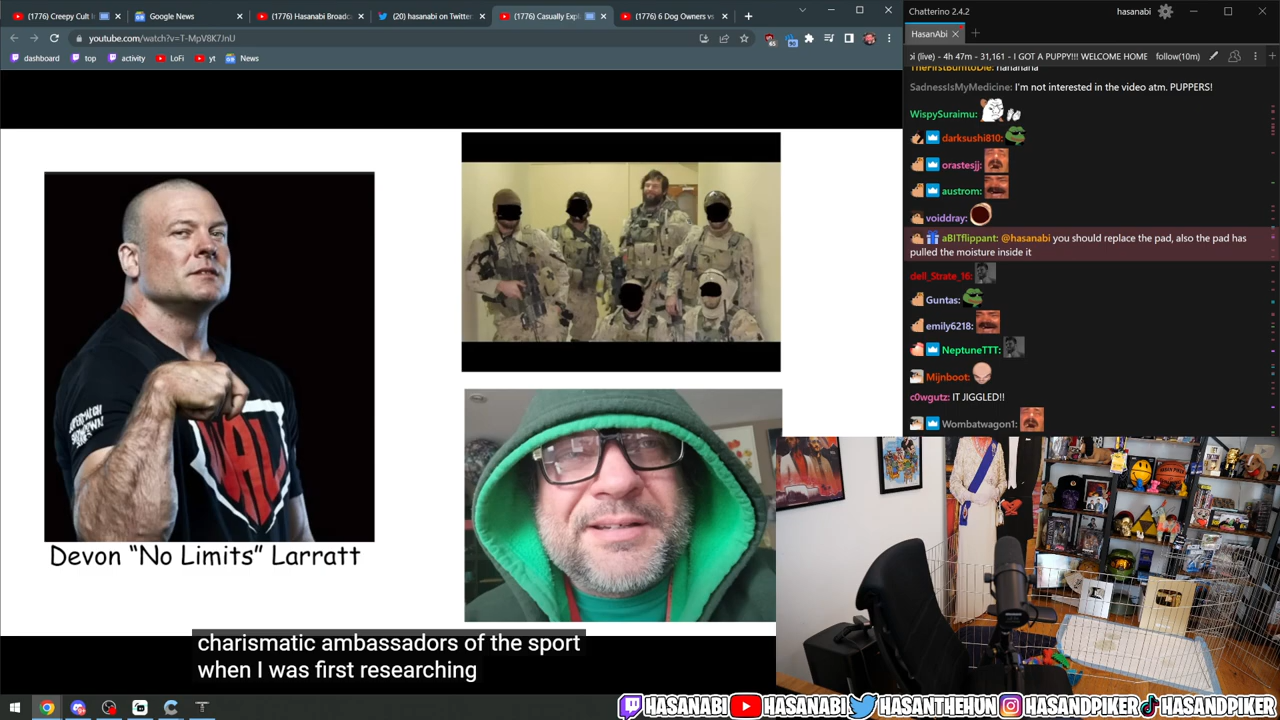 (1776) Creepy Cult lo
Google News
(1776) Hasanabi Broadc
(20) hasanabi on Twitter
(1776) Casually Expl
(1776) 6 Dog Owners vs
youtube.com/watch?v=T-MpV8K7JnU
dashboard
top
activity
LoFi
yt
News
Devon “No Limits” Larratt
charismatic ambassadors of the sport
when I was first researching
Chatterino 2.4.2
hasanabi
HasanAbi
(live) - 4h 47m - 31,161 - I GOT A PUPPY!!! WELCOME HOME
follow(10m)
SadnessIsMyMedicine: I'm not interested in the video atm. PUPPERS!
WispySuraimu:
darksushi810:
orastesjj:
austrom:
voiddray:
aBITflippant: @hasanabi you should replace the pad, also the pad has
pulled the moisture inside it
dell_Strate_16:
Guntas:
emily6218:
NeptuneTTT:
Mijnboot:
c0wgutz: IT JIGGLED!!
Wombatwagon1:
HASANABI
HASANABI
HASANTHEHUN
HASANDPIKER
HASANDPIKER